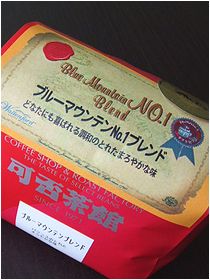 Blue Mountain NO.1
Blend
ブルーマウンテンNo.1ブレンド
どなたにも喜ばれる調和のとれたまろやかな味
COFFEE SHOP & ROAST FACTORY
THE TASTE OF SELECT BEANS
可否茶館
SINCE 1971
ブルーマウンテンブレンド